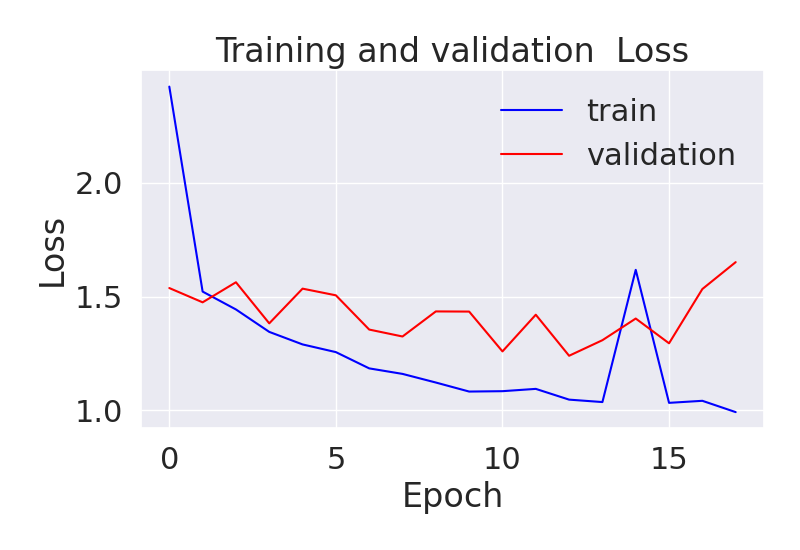 Training and validation  Loss
train
validation
Loss
2.0
1.5
1.0
0
5
10
15
Epoch